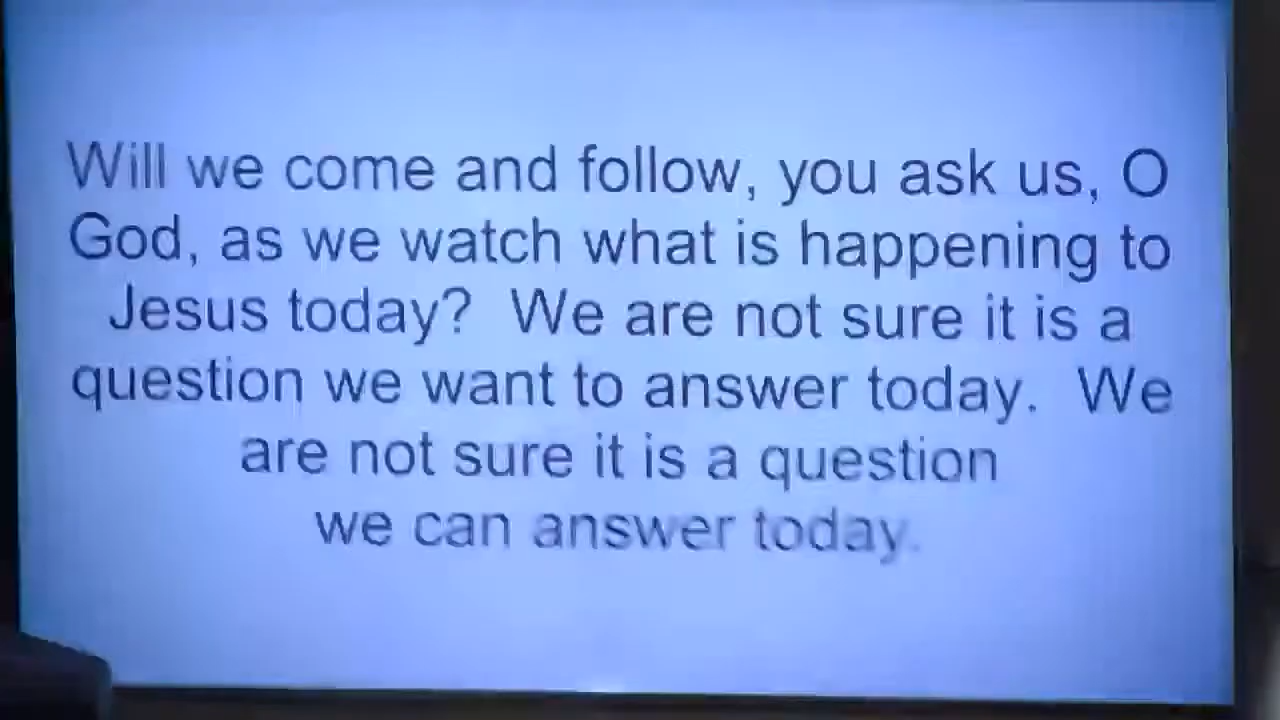 Will we come and follow, you ask us, O
God, as we watch what is happening to
Jesus today?  We are not sure it is a
question we want to answer today.  We
are not sure it is a question
we can answer today.